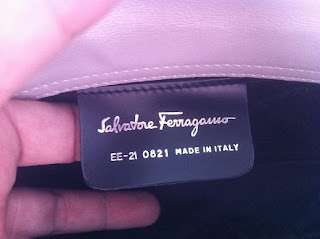 Salvatore Ferragamo
EE-21 0821 MADE IN ITALY